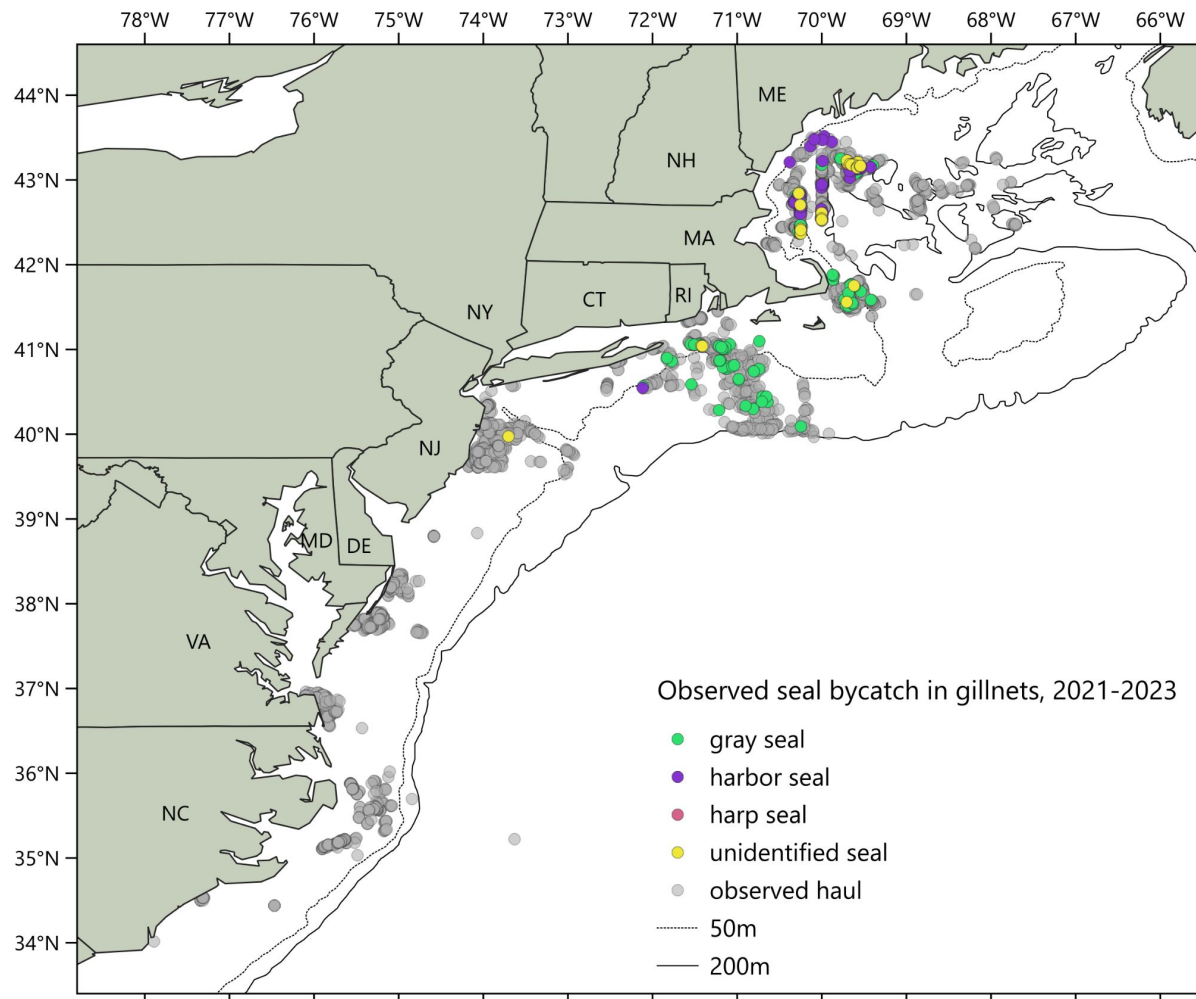 78°W 77°W 76°W 75°W 74°W 73°W 72°W 71°W 70°W 69°W 68°W 67°W 66°W
44°N
ME
NH
43°N
MA
42°N
CT
RI
NY
41°N
40°N
NJ
39°N
MD
DE
38°N
VA
37°N
Observed seal bycatch in gillnets, 2021-2023
gray seal
36°N
harbor seal
NC
harp seal
35°N
unidentified seal
observed haul
50m
34°N
200m